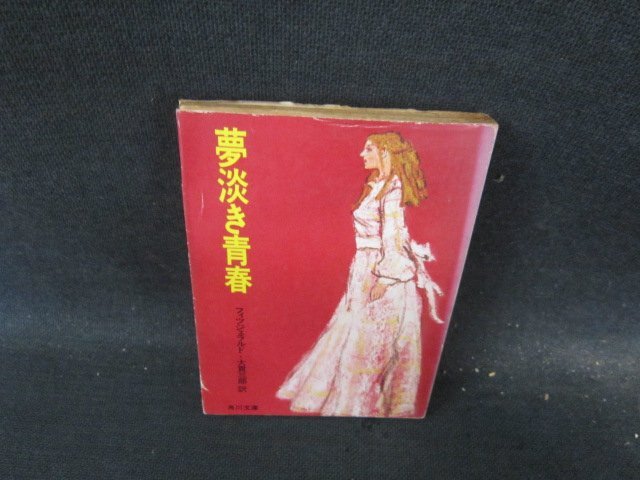 夢淡き青春
フィツジェラルド・大貫三郎訳
角川文庫